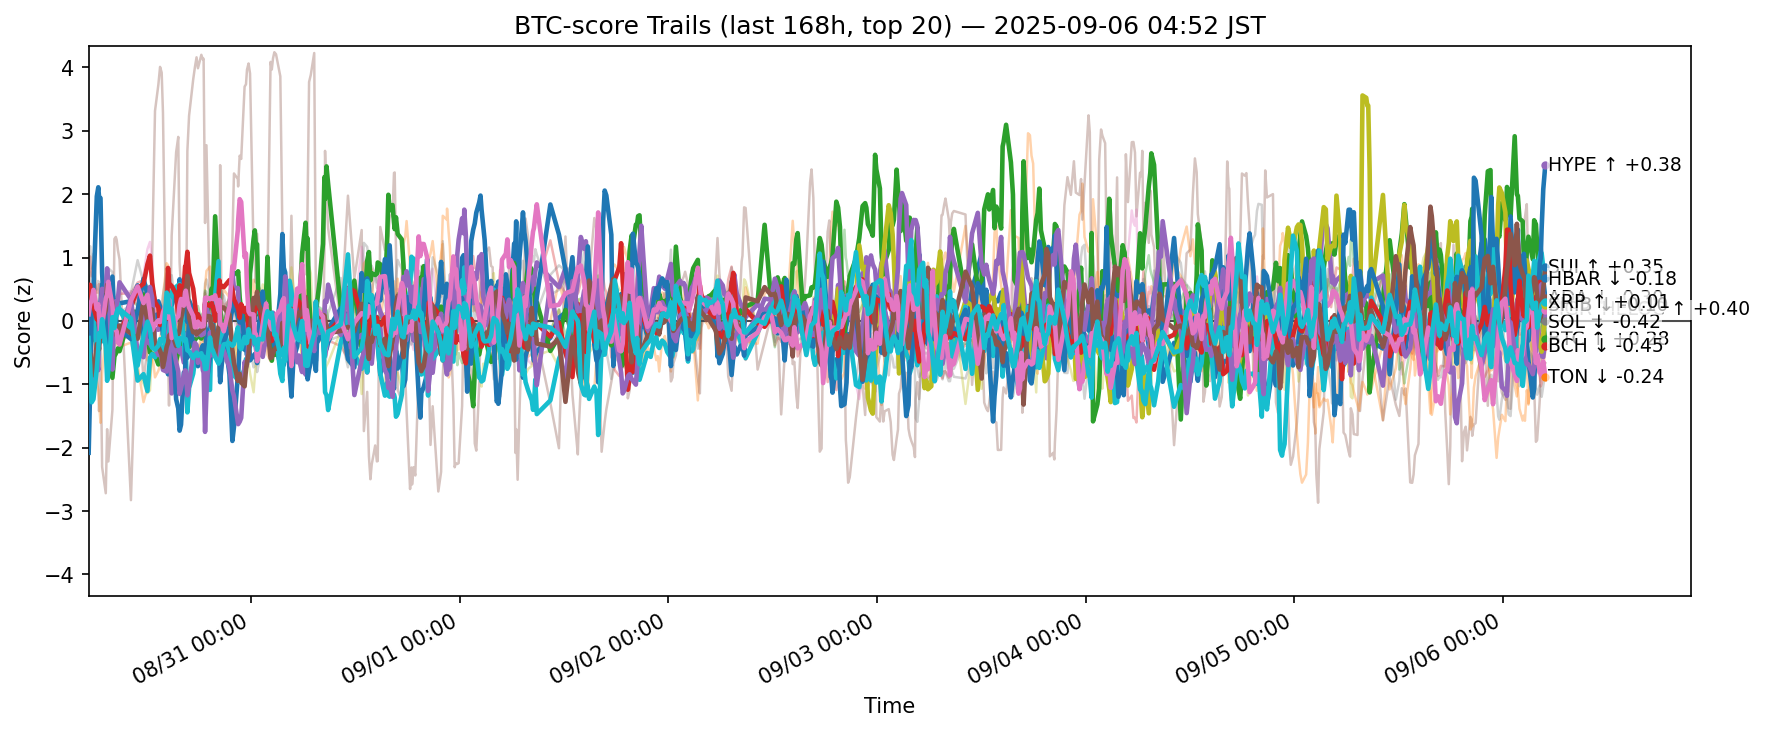 BTC-score Trails (last 168h, top 20) — 2025-09-06 04:52 JST
Score (z)
4
3
2
1
0
−1
−2
−3
−4
HYPE ↑ +0.38
SUI ↑ +0.35
HBAR ↓ -0.18
XRP ↑
↑ +0.40
SOL ↓ -0.42
BCH ↓ -0.45
TON ↓ -0.24
08/31 00:00
09/01 00:00
09/02 00:00
09/03 00:00
09/04 00:00
09/05 00:00
09/06 00:00
Time